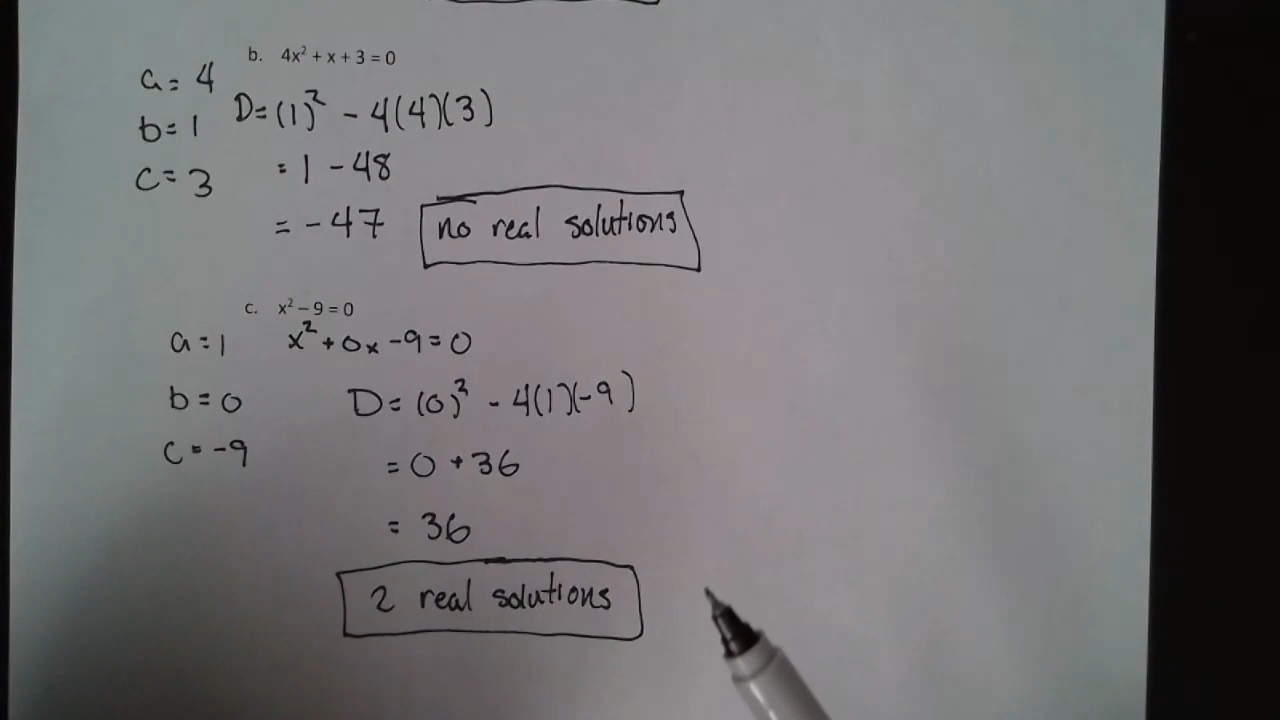 b. 4x² + x + 3 = 0
a = 4
D = (1)² - 4(4)(3)
b = 1
= 1 - 48
c = 3
= -47
no real solutions
c. x² – 9 = 0
a = 1
x² + 0x - 9 = 0
b = 0
D = (0)² - 4(1)(-9)
c = -9
= 0 + 36
= 36
2 real solutions